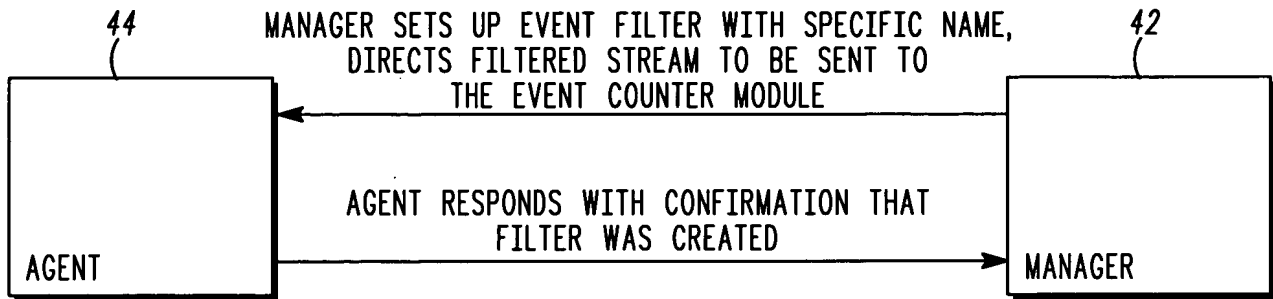 44
MANAGER SETS UP EVENT FILTER WITH SPECIFIC NAME,
DIRECTS FILTERED STREAM TO BE SENT TO
THE EVENT COUNTER MODULE
42
AGENT RESPONDS WITH CONFIRMATION THAT
FILTER WAS CREATED
AGENT
MANAGER